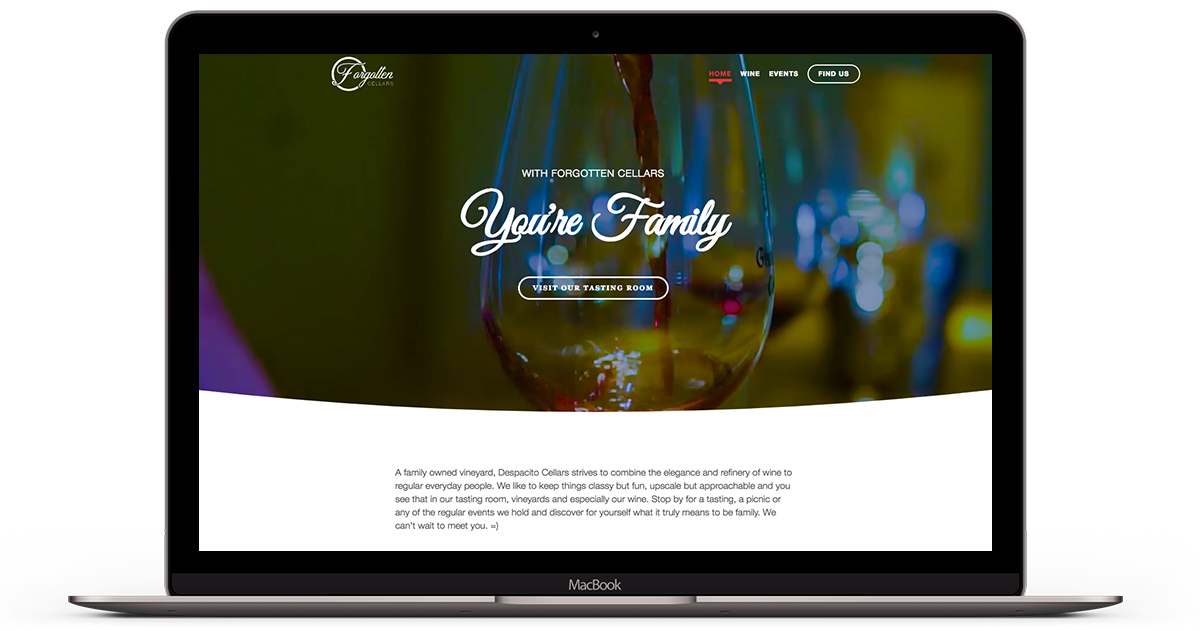 Forgotten
CELLARS
HOME WINE EVENTS FIND US
WITH FORGOTTEN CELLARS
You're Family
VISIT OUR TASTING ROOM
A family owned vineyard, Despacito Cellars strives to combine the elegance and refinery of wine to
regular everyday people. We like to keep things classy but fun, upscale but approachable and you
see that in our tasting room, vineyards and especially our wine. Stop by for a tasting, a picnic or
any of the regular events we hold and discover for yourself what it truly means to be family. We
can't wait to meet you. =)
MacBook